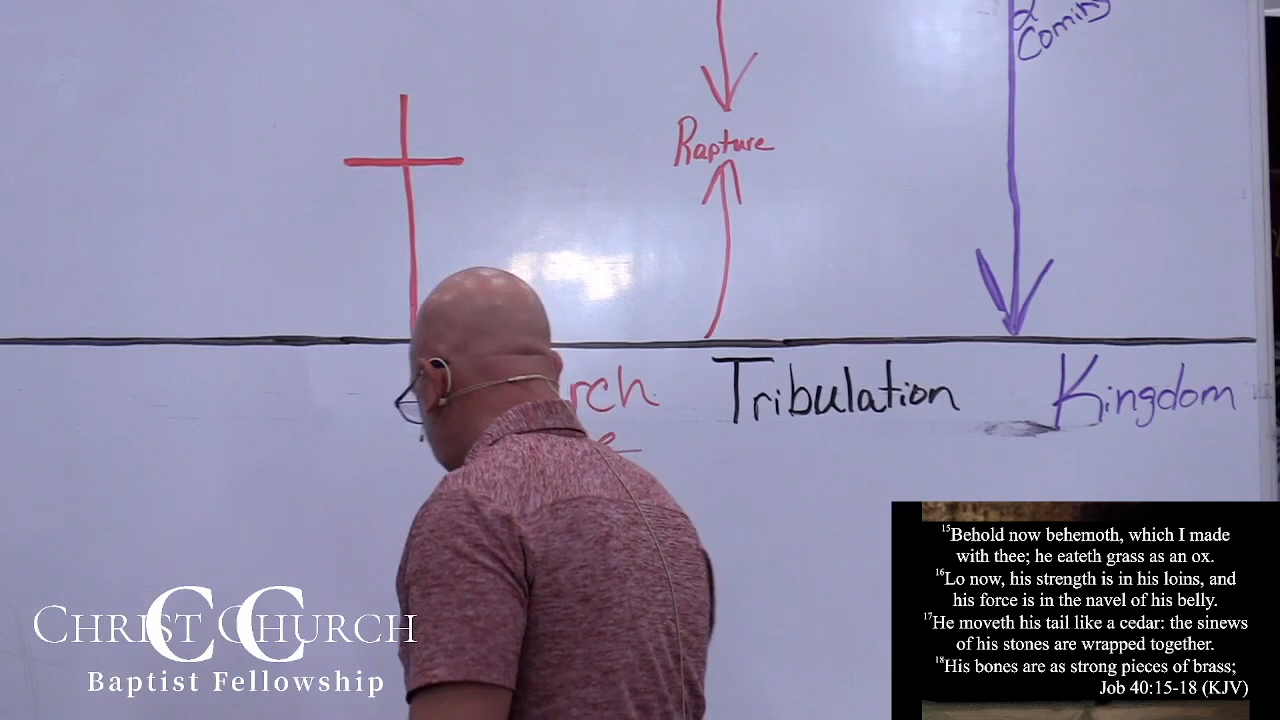 Coming
Rapture
rch
Tribulation
Kingdom
¹⁵Behold now behemoth, which I made
with thee; he eateth grass as an ox.
¹⁶Lo now, his strength is in his loins, and
his force is in the navel of his belly.
¹⁷He moveth his tail like a cedar: the sinews
of his stones are wrapped together.
¹⁸His bones are as strong pieces of brass;
Job 40:15-18 (KJV)
CC
CHRIST CHURCH
Baptist Fellowship